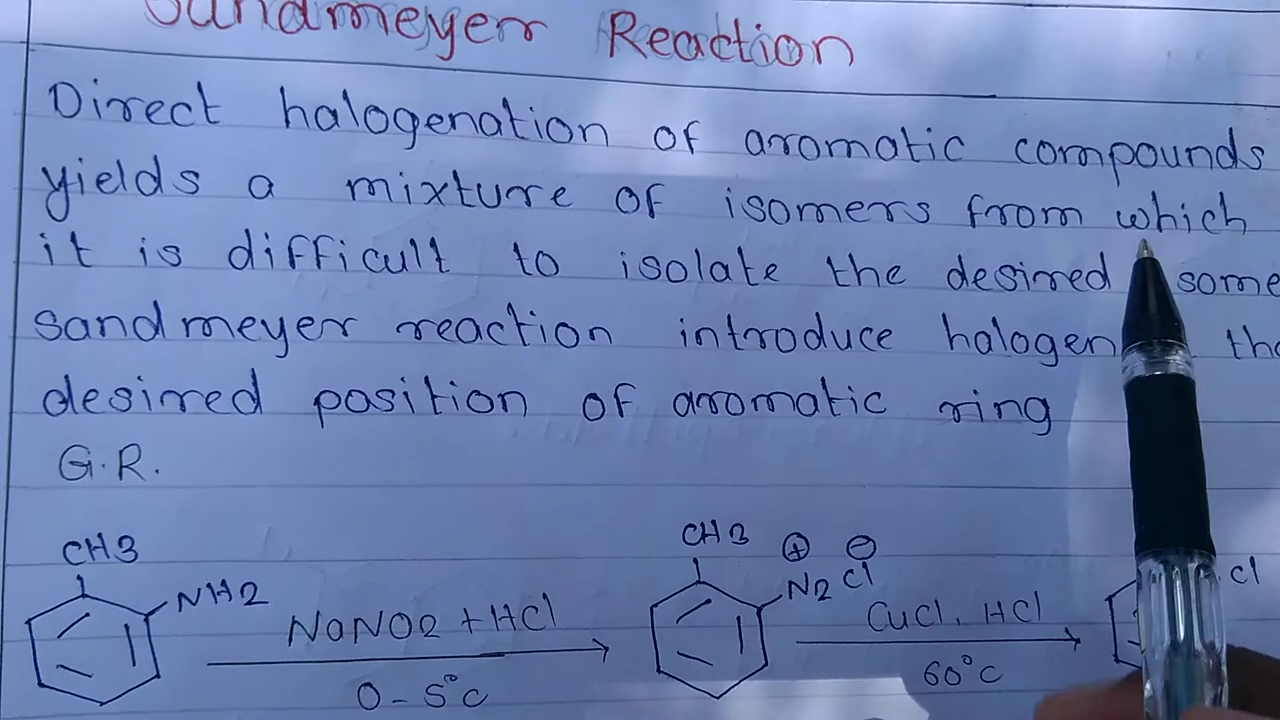 Sandmeyer Reaction
Direct halogenation of aromatic compounds
yields a mixture of isomers from which
it is difficult to isolate the desired some
sandmeyer reaction introduce halogen
desired position of aromatic ring
G.R.
CH3 CH3 ⊕ ⊖
NH2 NaNO2 + HCl N2 Cl CuCl, HCl Cl
0-5°C 60°C